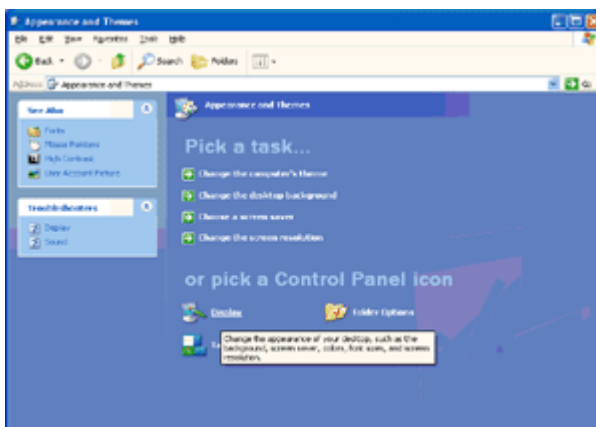 Appearance and Themes
File Edit View Favorites Tools Help
Back Search Folders
Address Appearance and Themes Go
See Also
Fonts
Mouse Pointers
High Contrast
User Account Picture
Troubleshooters
Display
Sound
Appearance and Themes
Pick a task...
Change the computer's theme
Change the desktop background
Choose a screen saver
Change the screen resolution
or pick a Control Panel icon
Display Folder Options
Change the appearance of your desktop, such as the
background, screen saver, colors, font sizes, and screen
resolution.